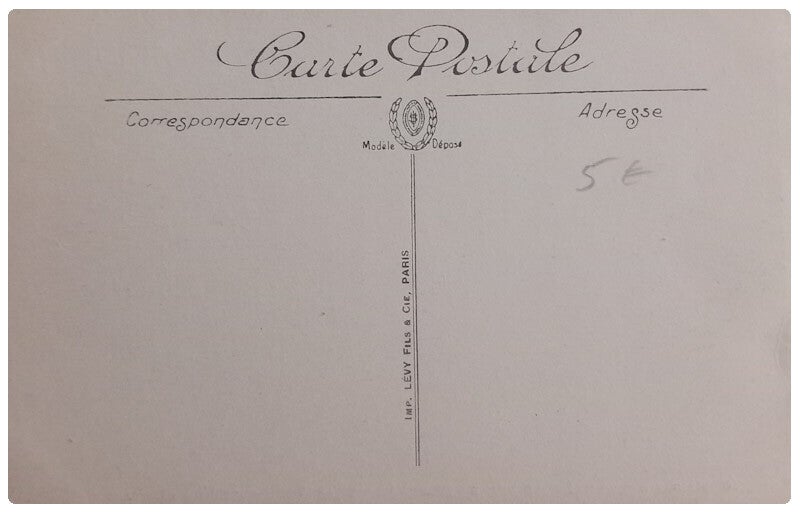 Carte Postale
Correspondance
Adresse
Modèle Déposé
5 €
IMP. LÉVY FILS & CIE, PARIS